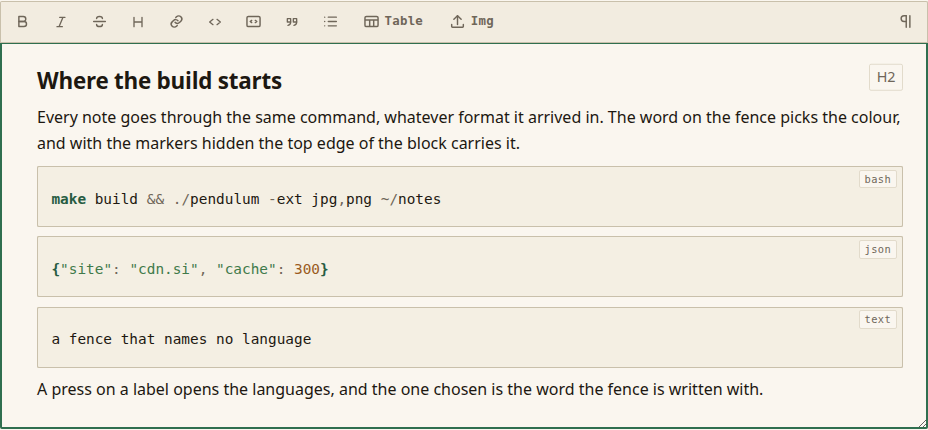 B I S H <> 99 Table Img ¶
Where the build starts
H2
Every note goes through the same command, whatever format it arrived in. The word on the fence picks the colour,
and with the markers hidden the top edge of the block carries it.
bash
make build && ./pendulum -ext jpg,png ~/notes
json
{"site": "cdn.si", "cache": 300}
text
a fence that names no language
A press on a label opens the languages, and the one chosen is the word the fence is written with.